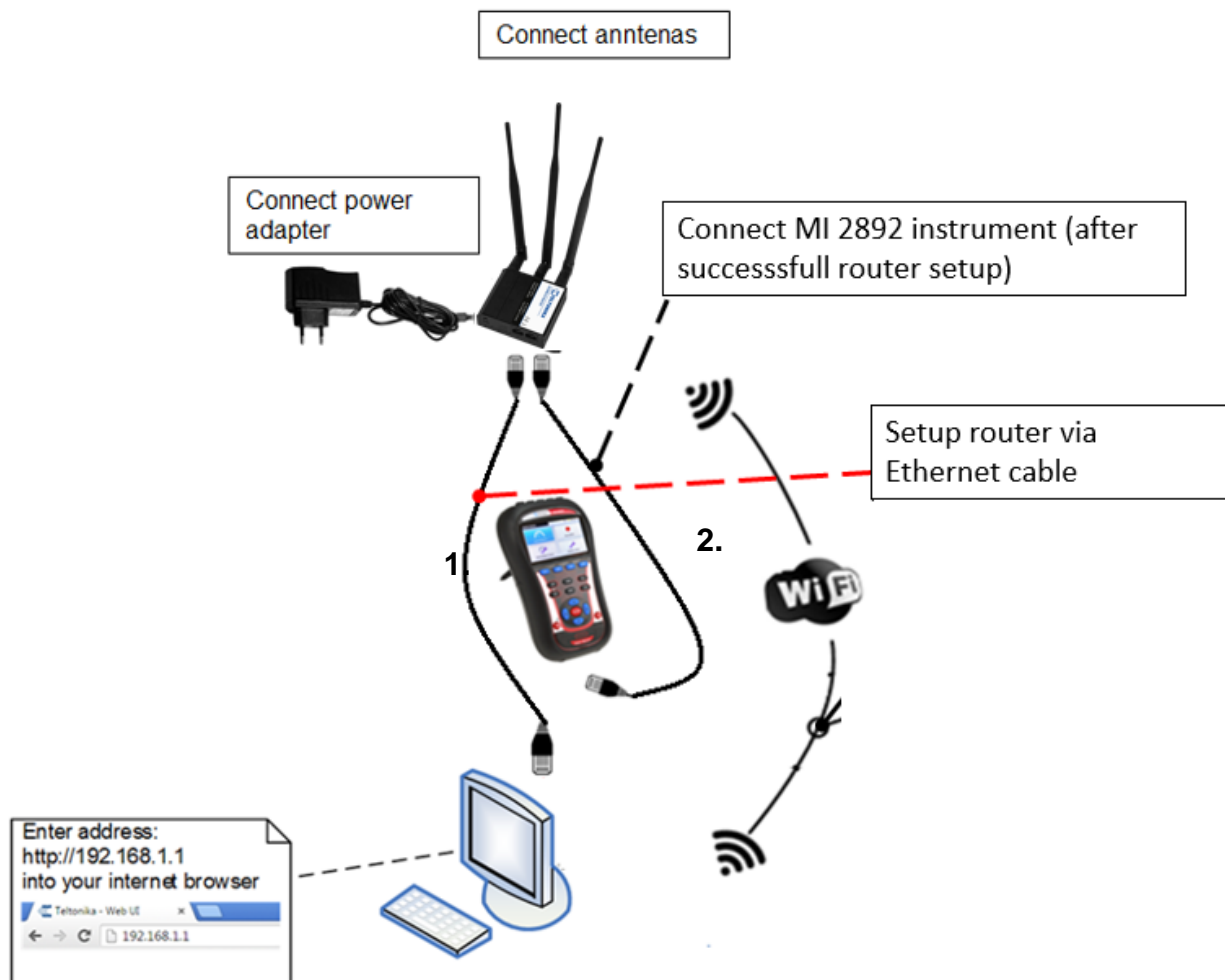 Connect anntenas
Connect power
adapter
Connect MI 2892 instrument (after
successsfull router setup)
Setup router via
Ethernet cable
1.
2.
WiFi
Enter address:
http://192.168.1.1
into your internet browser
Teltonika - Web UI ×
192.168.1.1